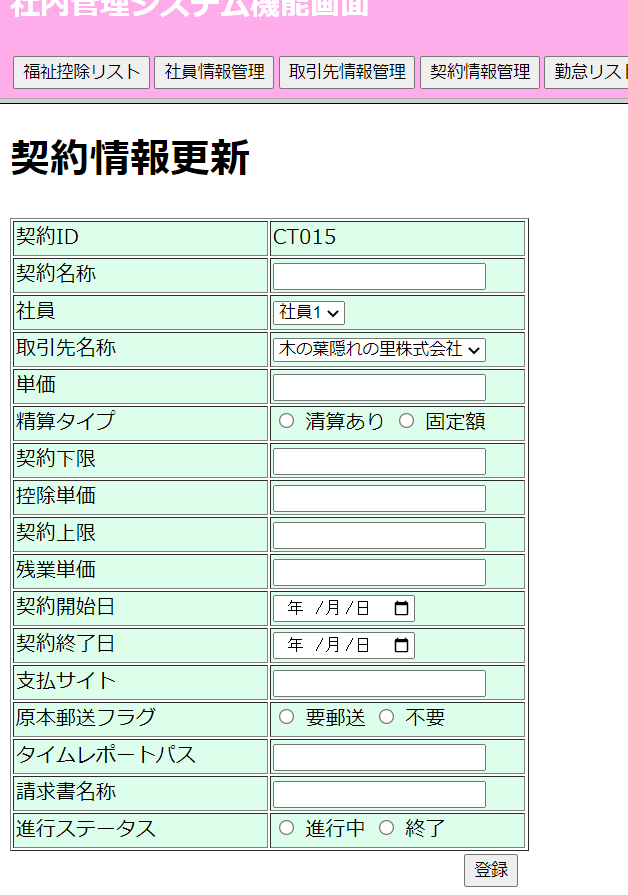 社内管理システム機能画面
福祉控除リスト 社員情報管理 取引先情報管理 契約情報管理 勤怠リスト
契約情報更新
契約ID CT015
契約名称
社員 社員1
取引先名称 木の葉隠れの里株式会社
単価
精算タイプ 清算あり 固定額
契約下限
控除単価
契約上限
残業単価
契約開始日 年 /月/日
契約終了日 年 /月/日
支払サイト
原本郵送フラグ 要郵送 不要
タイムレポートパス
請求書名称
進行ステータス 進行中 終了
登録